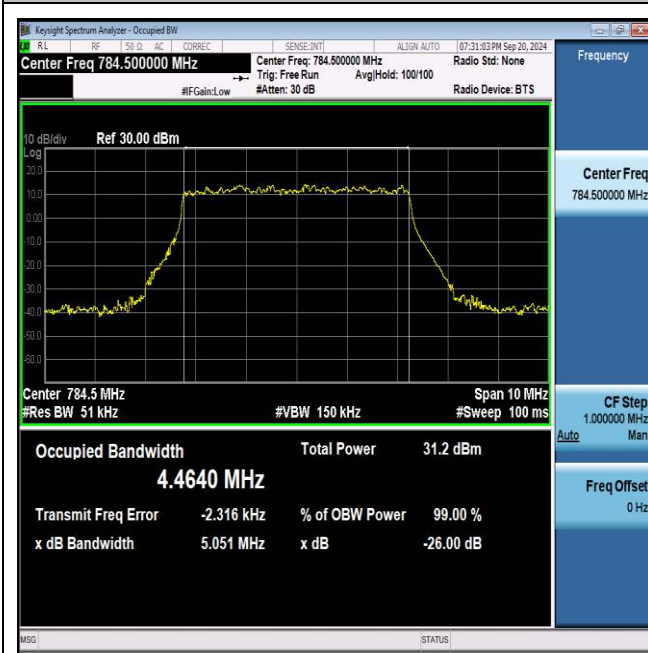 Keysight Spectrum Analyzer - Occupied BW
RL RF 50 Ω AC CORREC SENSE:INT ALIGN AUTO 07:31:03 PM Sep 20, 2024
Center Freq 784.500000 MHz
Center Freq: 784.500000 MHz
Radio Std: None
Trig: Free Run Avg|Hold: 100/100
#IFGain:Low #Atten: 30 dB Radio Device: BTS
10 dB/div Ref 30.00 dBm
Log
20.0
10.0
0.00
-10.0
-20.0
-30.0
-40.0
-50.0
-60.0
Center 784.5 MHz Span 10 MHz
#Res BW 51 kHz #VBW 150 kHz #Sweep 100 ms
Occupied Bandwidth Total Power 31.2 dBm
4.4640 MHz
Transmit Freq Error -2.316 kHz % of OBW Power 99.00 %
x dB Bandwidth 5.051 MHz x dB -26.00 dB
MSG STATUS
Frequency
Center Freq
784.500000 MHz
CF Step
1.000000 MHz
Auto Man
Freq Offset
0 Hz